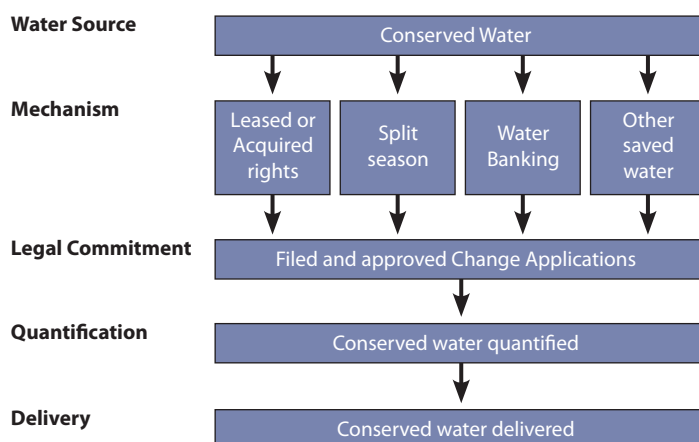 Water Source
Conserved Water
Mechanism
Leased or
Acquired
rights
Split
season
Water
Banking
Other
saved
water
Legal Commitment
Filed and approved Change Applications
Quantification
Conserved water quantified
Delivery
Conserved water delivered